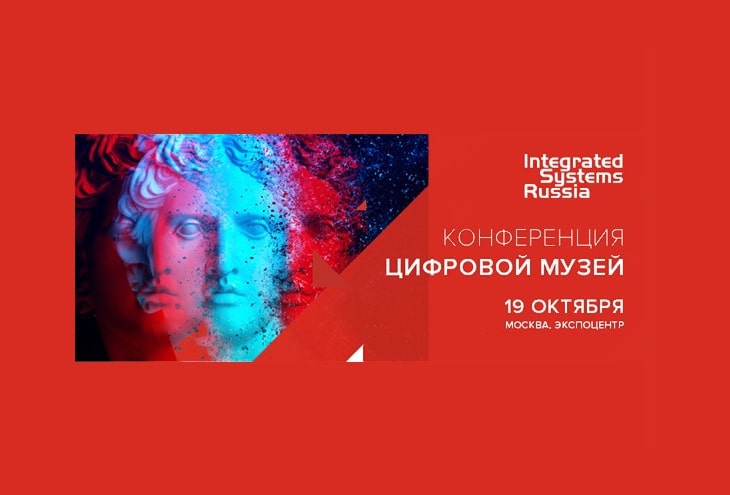 Integrated
Systems
Russia
КОНФЕРЕНЦИЯ
ЦИФРОВОЙ МУЗЕЙ
19 ОКТЯБРЯ
МОСКВА, ЭКСПОЦЕНТР